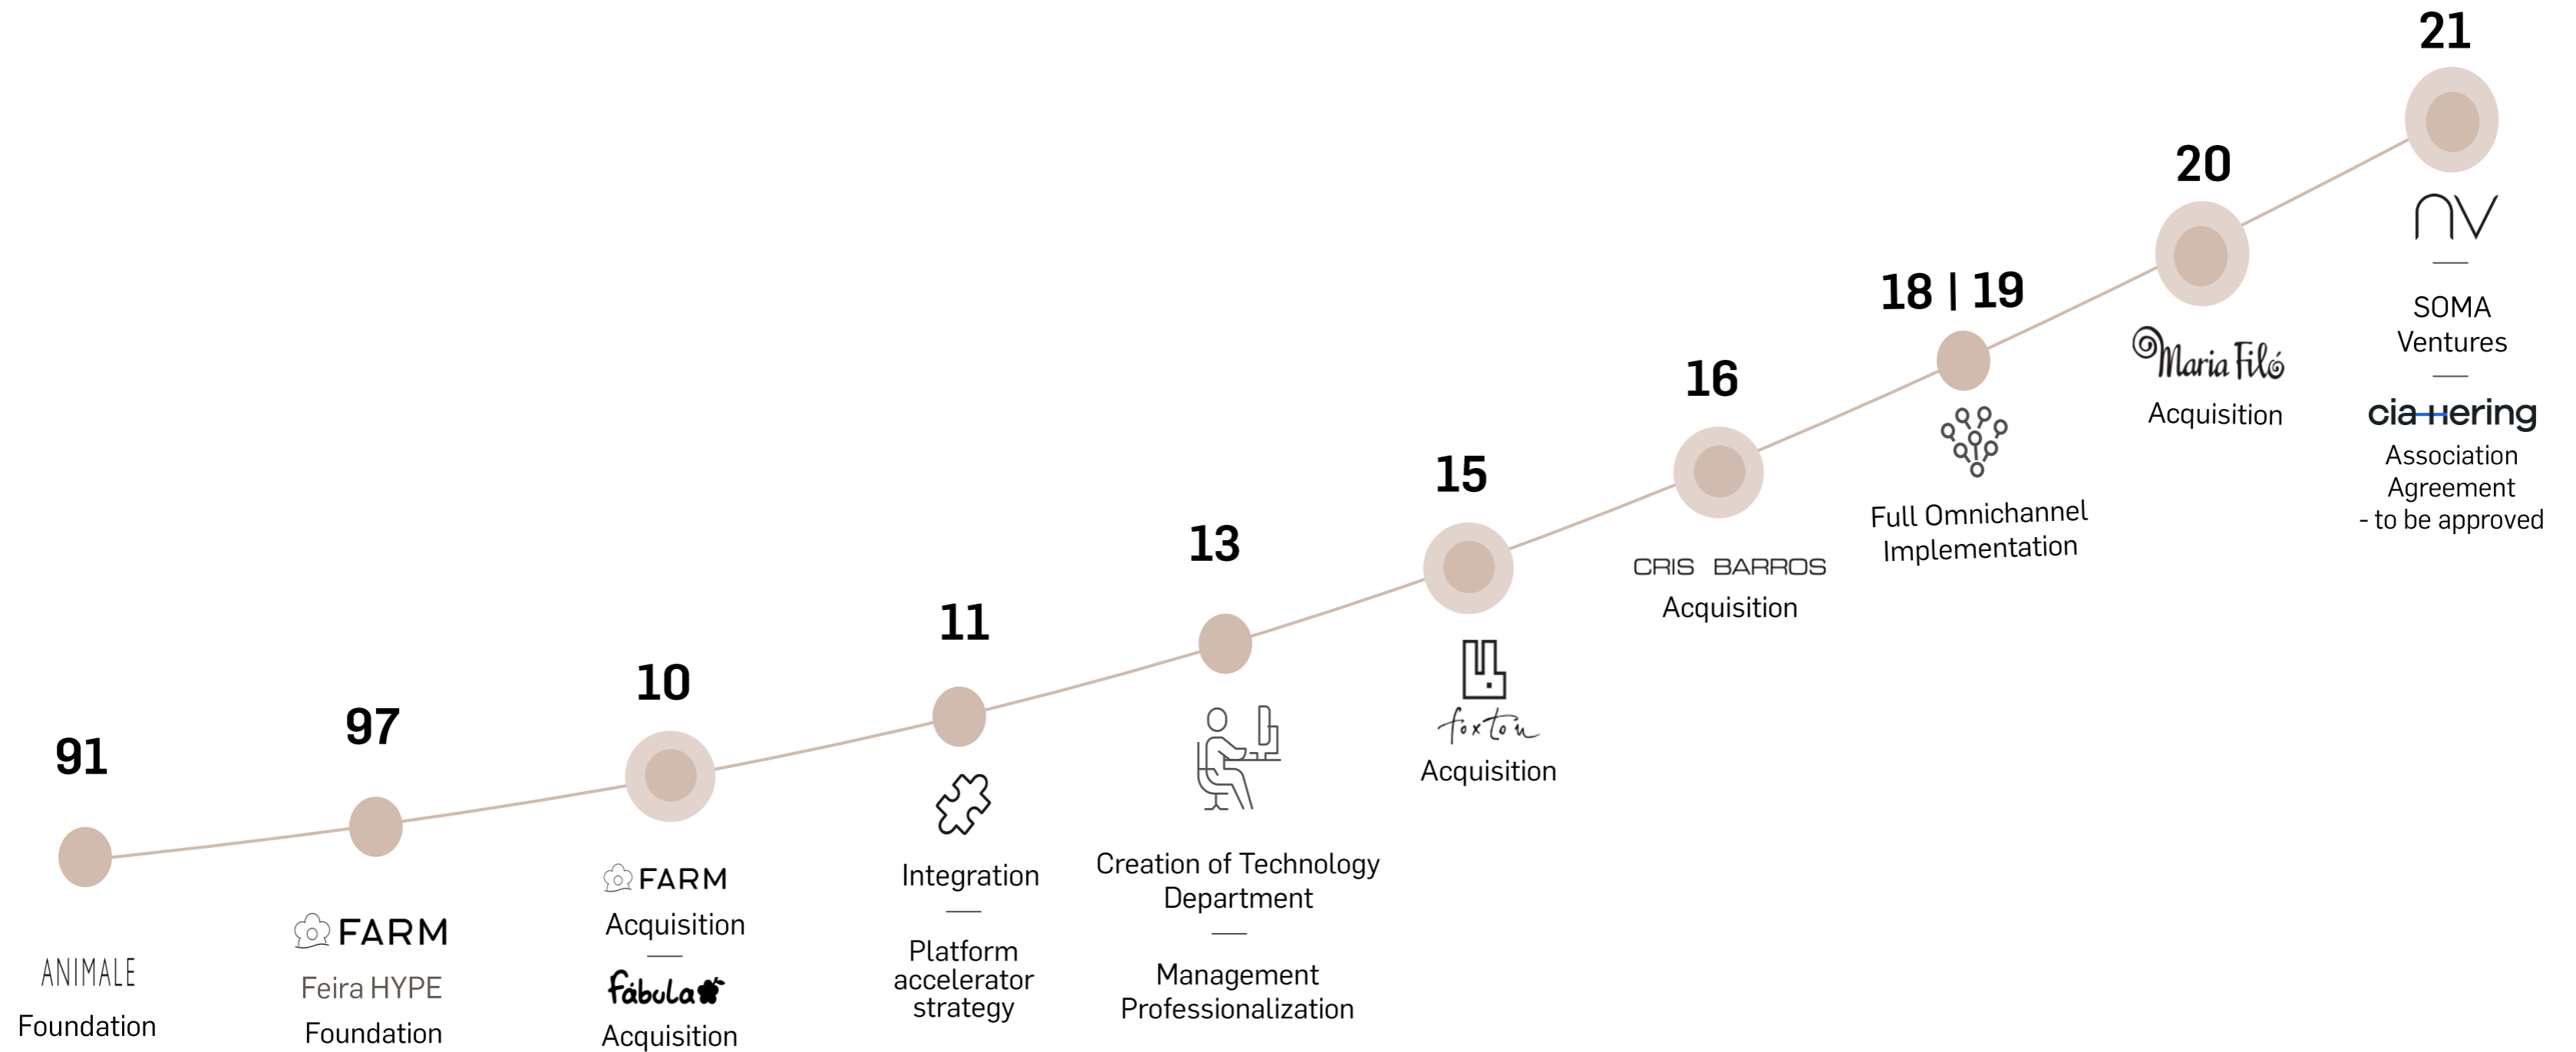 91
ANIMALE
Foundation
97
FARM
Feira HYPE
Foundation
10
FARM
Acquisition
fábula
Acquisition
11
Integration
Platform
accelerator
strategy
13
Creation of Technology
Department
Management
Professionalization
15
foxton
Acquisition
16
CRIS BARROS
Acquisition
18 | 19
Full Omnichannel
Implementation
20
Maria Filó
Acquisition
21
NV
SOMA
Ventures
cia Hering
Association
Agreement
- to be approved